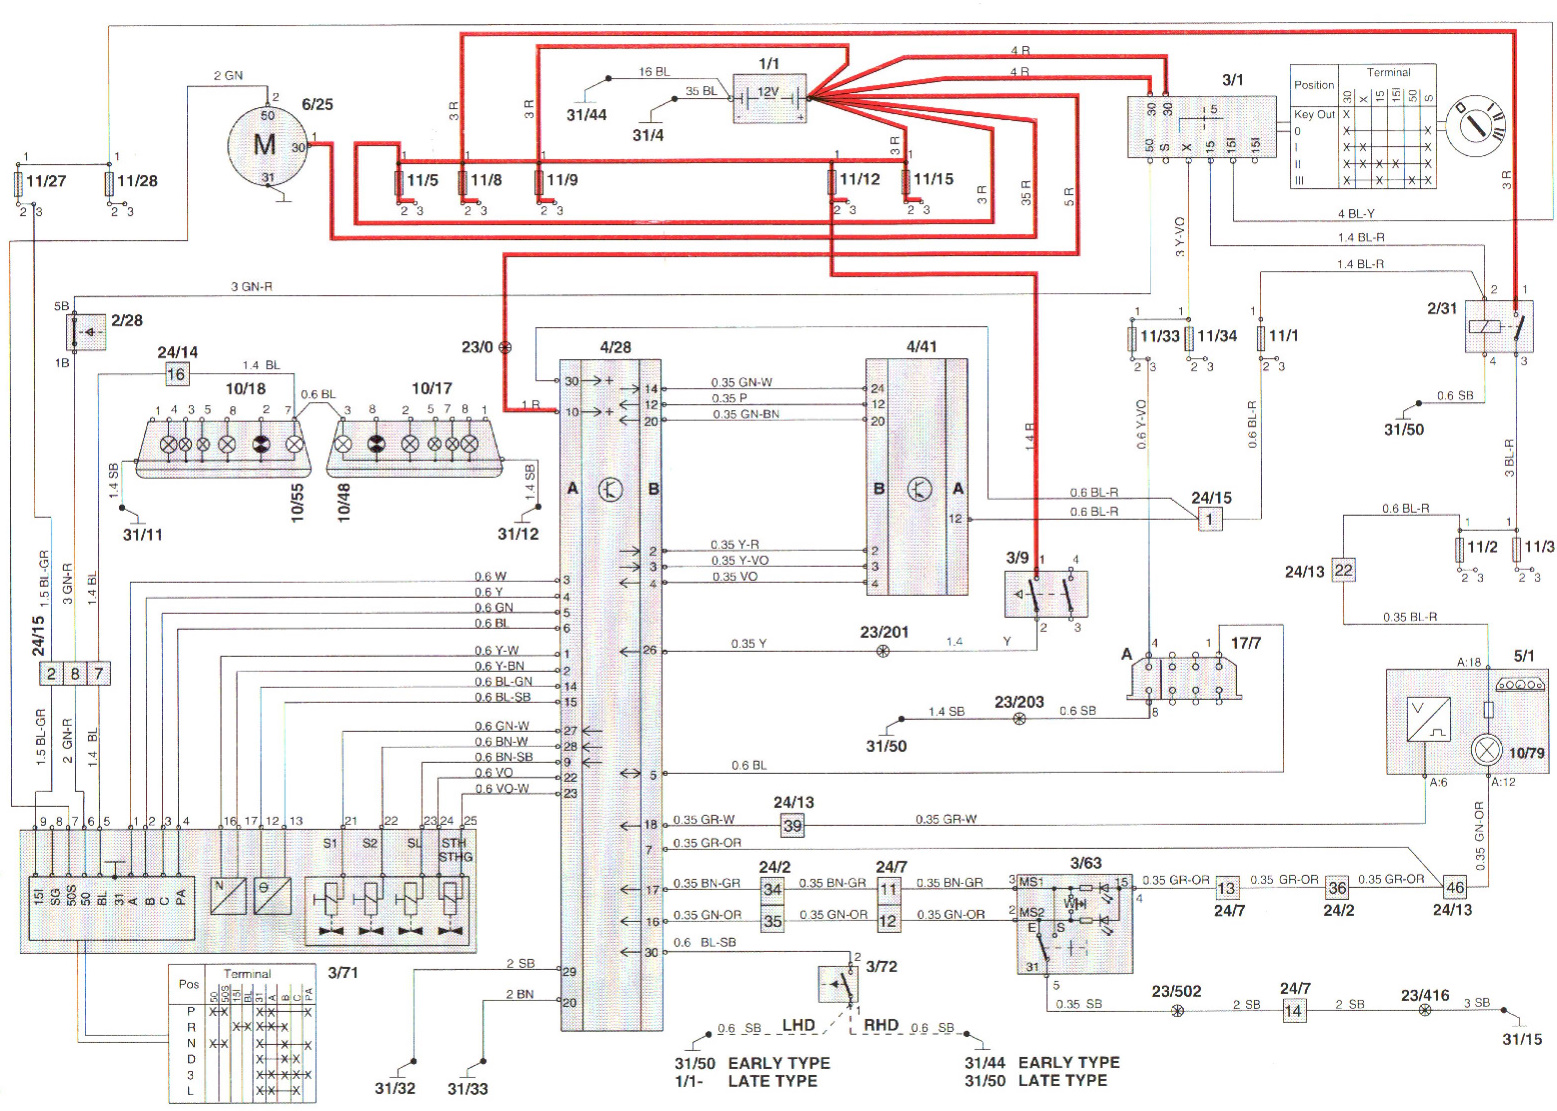 2 GN
6/25
2
50
M
1
30
31
1
1
11/27
11/28
2 3
2 3
3 R
3 R
16 BL
35 BL
31/44
31/4
1/1
12V
-
+
4 R
4 R
3 R
3 R
35 R
5 R
1
1
1
1
1
11/5
11/8
11/9
11/12
11/15
2 3
2 3
2 3
2 3
2 3
3/1
30
30
5
50
S
X
15
15I
15I
Position
Terminal
30
X
15
15I
50
S
Key Out X
0 X X
I X X X
II X X X X X
III X X X X
O
I
II
III
3 R
4 BL-Y
1.4 BL-R
1.4 BL-R
3 Y-VO
3 GN-R
5B
2/28
1B
24/14
16
1.4 BL
23/0
4/28
4/41
2/31
2
1
4
3
1
1
1
11/33
11/34
11/1
2 3
2 3
2 3
10/18
10/17
0.6 BL
1 4 3 5 8 2 7
3 8 2 5 7 8 1
1.4 SB
1.4 SB
10/55
10/48
31/11
31/12
30
+
10
+
1 R
A
B
B
A
14
0.35 GN-W
24
12
0.35 P
12
20
0.35 GN-BN
20
2
0.35 Y-R
2
3
0.35 Y-VO
3
4
0.35 VO
4
12
1.4 R
0.6 Y-VO
0.6 BL-R
0.6 SB
31/50
3 BL-R
0.6 BL-R
0.6 BL-R
24/15
1
0.6 BL-R
1
1
11/2
11/3
2 3
2 3
24/13
22
0.35 BL-R
3/9
1
4
2
3
26
0.35 Y
23/201
1.4 Y
A
4
1
17/7
8
23/203
1.4 SB
0.6 SB
31/50
5/1
A:18
10/79
A:6
A:12
1.5 BL-GR
3 GN-R
1.4 BL
24/15
2
8
7
1.5 BL-GR
2 GN-R
1.4 BL
0.6 W
3
0.6 Y
4
0.6 GN
5
0.6 BL
6
0.6 Y-W
1
0.6 Y-BN
2
0.6 BL-GN
14
0.6 BL-SB
15
0.6 GN-W
27
0.6 BN-W
28
0.6 BN-SB
9
0.6 VO
22
0.6 VO-W
23
5
0.6 BL
18
0.35 GR-W
24/13
39
0.35 GR-W
7
0.35 GR-OR
17
0.35 BN-GR
24/2
34
0.35 BN-GR
24/7
11
0.35 BN-GR
16
0.35 GN-OR
35
0.35 GN-OR
12
0.35 GN-OR
30
0.6 BL-SB
3/63
3
MS1
15
4
2
MS2
W
E
S
31
5
0.35 GR-OR
13
24/7
0.35 GR-OR
36
24/2
0.35 GR-OR
46
24/13
0.35 GN-OR
0.35 SB
23/502
2 SB
24/7
14
2 SB
23/416
3 SB
31/15
9 8 7 6 5 1 2 3 4
16 17 12 13 21 22 23 24 25
15I
SG
50S
50
BL
31
A
B
C
PA
N
S1
S2
SL
STH
STHG
3/71
Pos
Terminal
50
50S
15I
BL
31
A
B
C
PA
P X X X X X
R X X X X X
N X X X X X
D X X X
3 X X X X X
L X X X
2 SB
29
2 BN
20
31/32
31/33
2
3/72
1
0.6 SB
LHD
RHD
0.6 SB
31/50 EARLY TYPE
1/1- LATE TYPE
31/44 EARLY TYPE
31/50 LATE TYPE